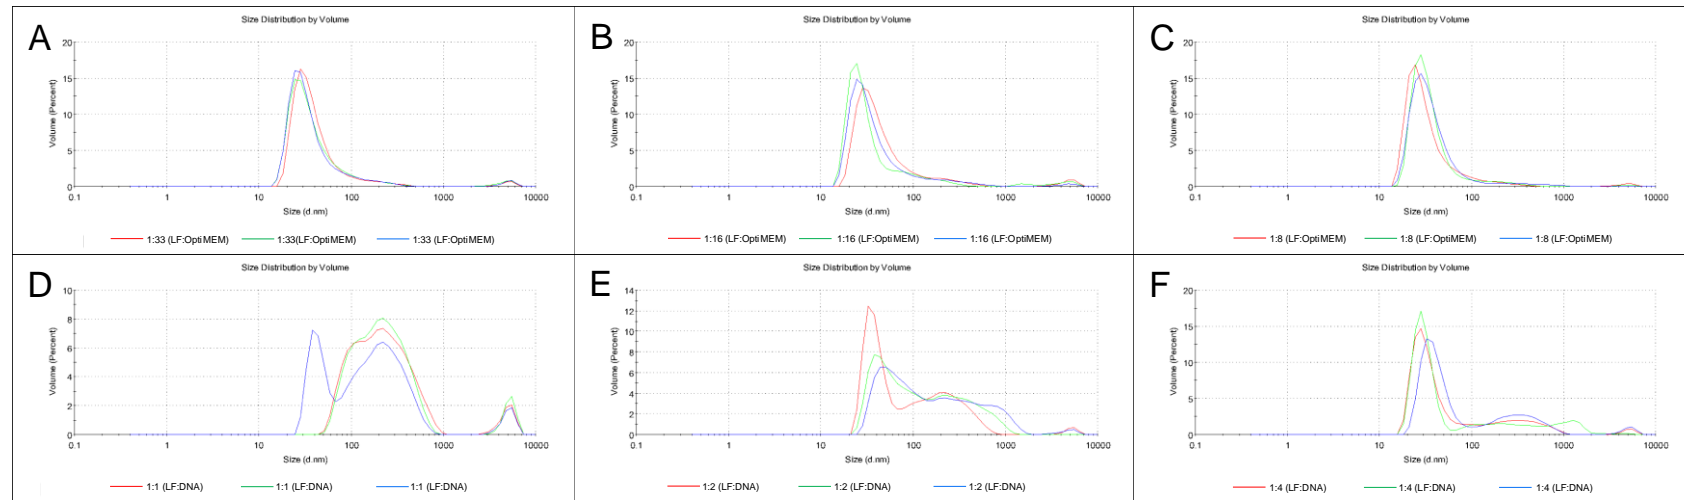 A
Size Distribution by Volume
Volume (Percent)
20
15
10
5
0
0.1 1 10 100 1000 10000
Size (d.nm)
1:33 (LF:OptiMEM) 1:33(LF:OptiMEM) 1:33 (LF:OptiMEM)
B
Size Distribution by Volume
Volume (Percent)
20
15
10
5
0
0.1 1 10 100 1000 10000
Size (d.nm)
1:16 (LF:OptiMEM) 1:16 (LF:OptiMEM) 1:16 (LF:OptiMEM)
C
Size Distribution by Volume
Volume (Percent)
20
15
10
5
0
0.1 1 10 100 1000 10000
Size (d.nm)
1:8 (LF:OptiMEM) 1:8 (LF:OptiMEM) 1:8 (LF:OptiMEM)
D
Size Distribution by Volume
Volume (Percent)
10
8
6
4
2
0
0.1 1 10 100 1000 10000
Size (d.nm)
1:1 (LF:DNA) 1:1 (LF:DNA) 1:1 (LF:DNA)
E
Size Distribution by Volume
Volume (Percent)
14
12
10
8
6
4
2
0
0.1 1 10 100 1000 10000
Size (d.nm)
1:2 (LF:DNA) 1:2 (LF:DNA) 1:2 (LF:DNA)
F
Size Distribution by Volume
Volume (Percent)
20
15
10
5
0
0.1 1 10 100 1000 10000
Size (d.nm)
1:4 (LF:DNA) 1:4 (LF:DNA) 1:4 (LF:DNA)